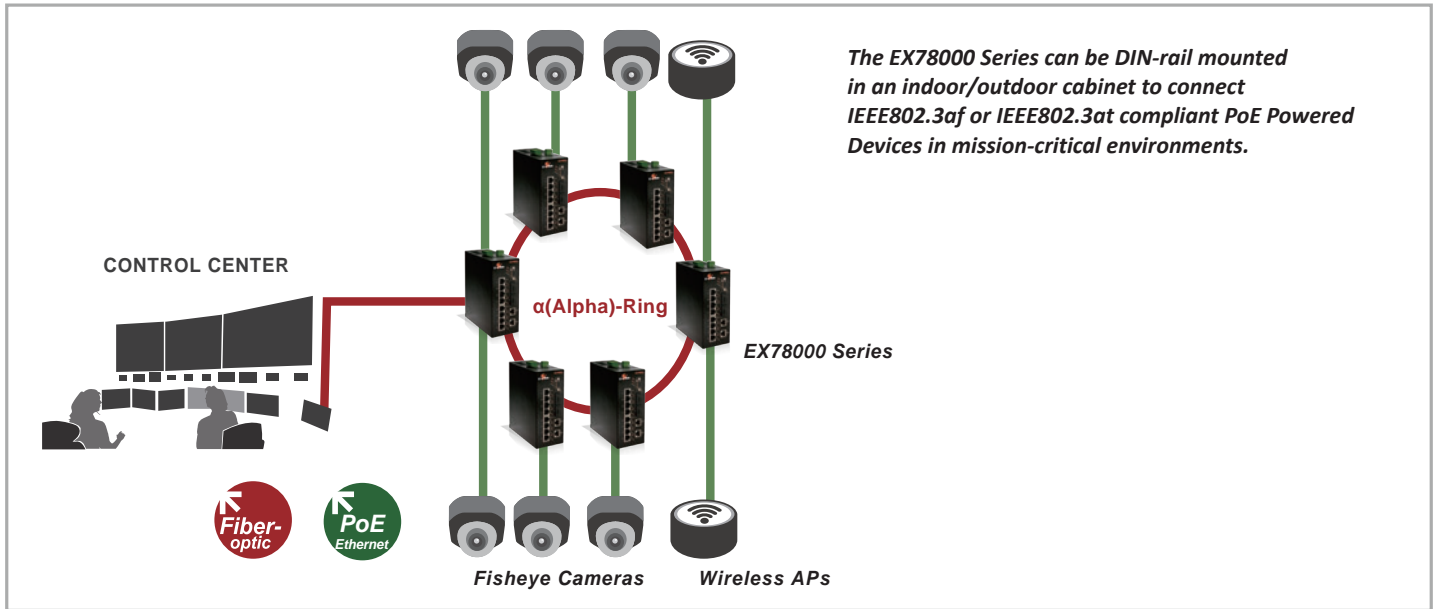 The EX78000 Series can be DIN-rail mounted
in an indoor/outdoor cabinet to connect
IEEE802.3af or IEEE802.3at compliant PoE Powered
Devices in mission-critical environments.
CONTROL CENTER
α(Alpha)-Ring
EX78000 Series
Fiber-
optic
PoE
Ethernet
Fisheye Cameras
Wireless APs